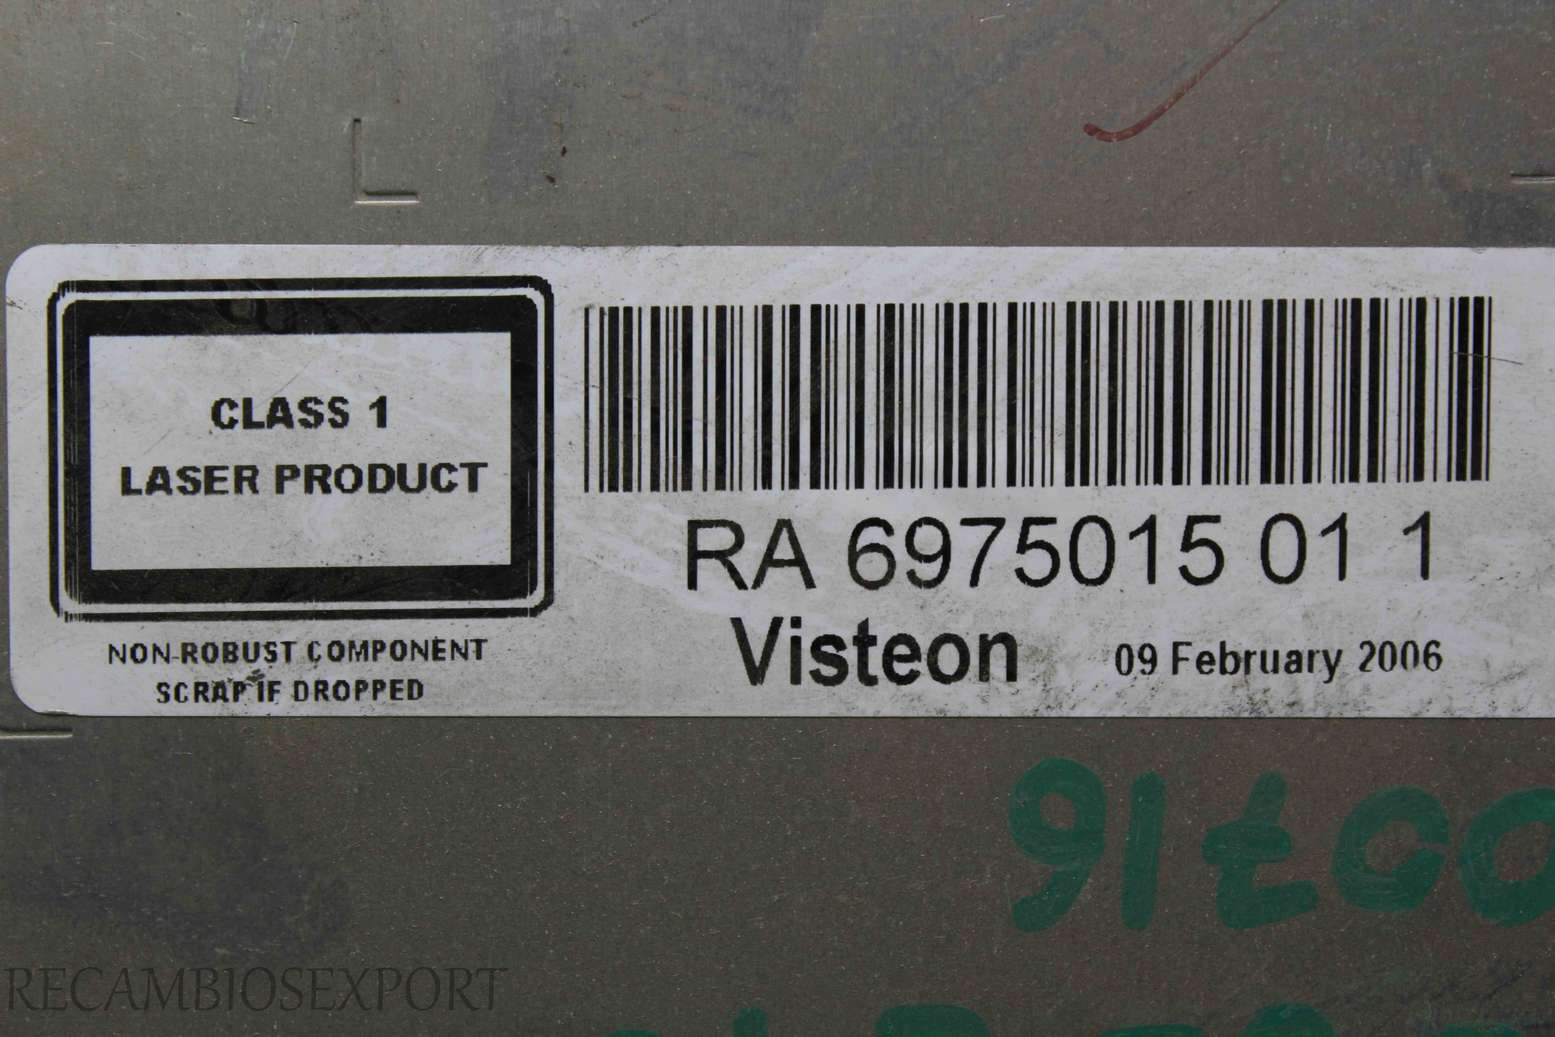 CLASS 1
LASER PRODUCT
NON-ROBUST COMPONENT
SCRAP IF DROPPED
RA 6975015 01 1
Visteon 09 February 2006
RECAMBIOSEXPORT